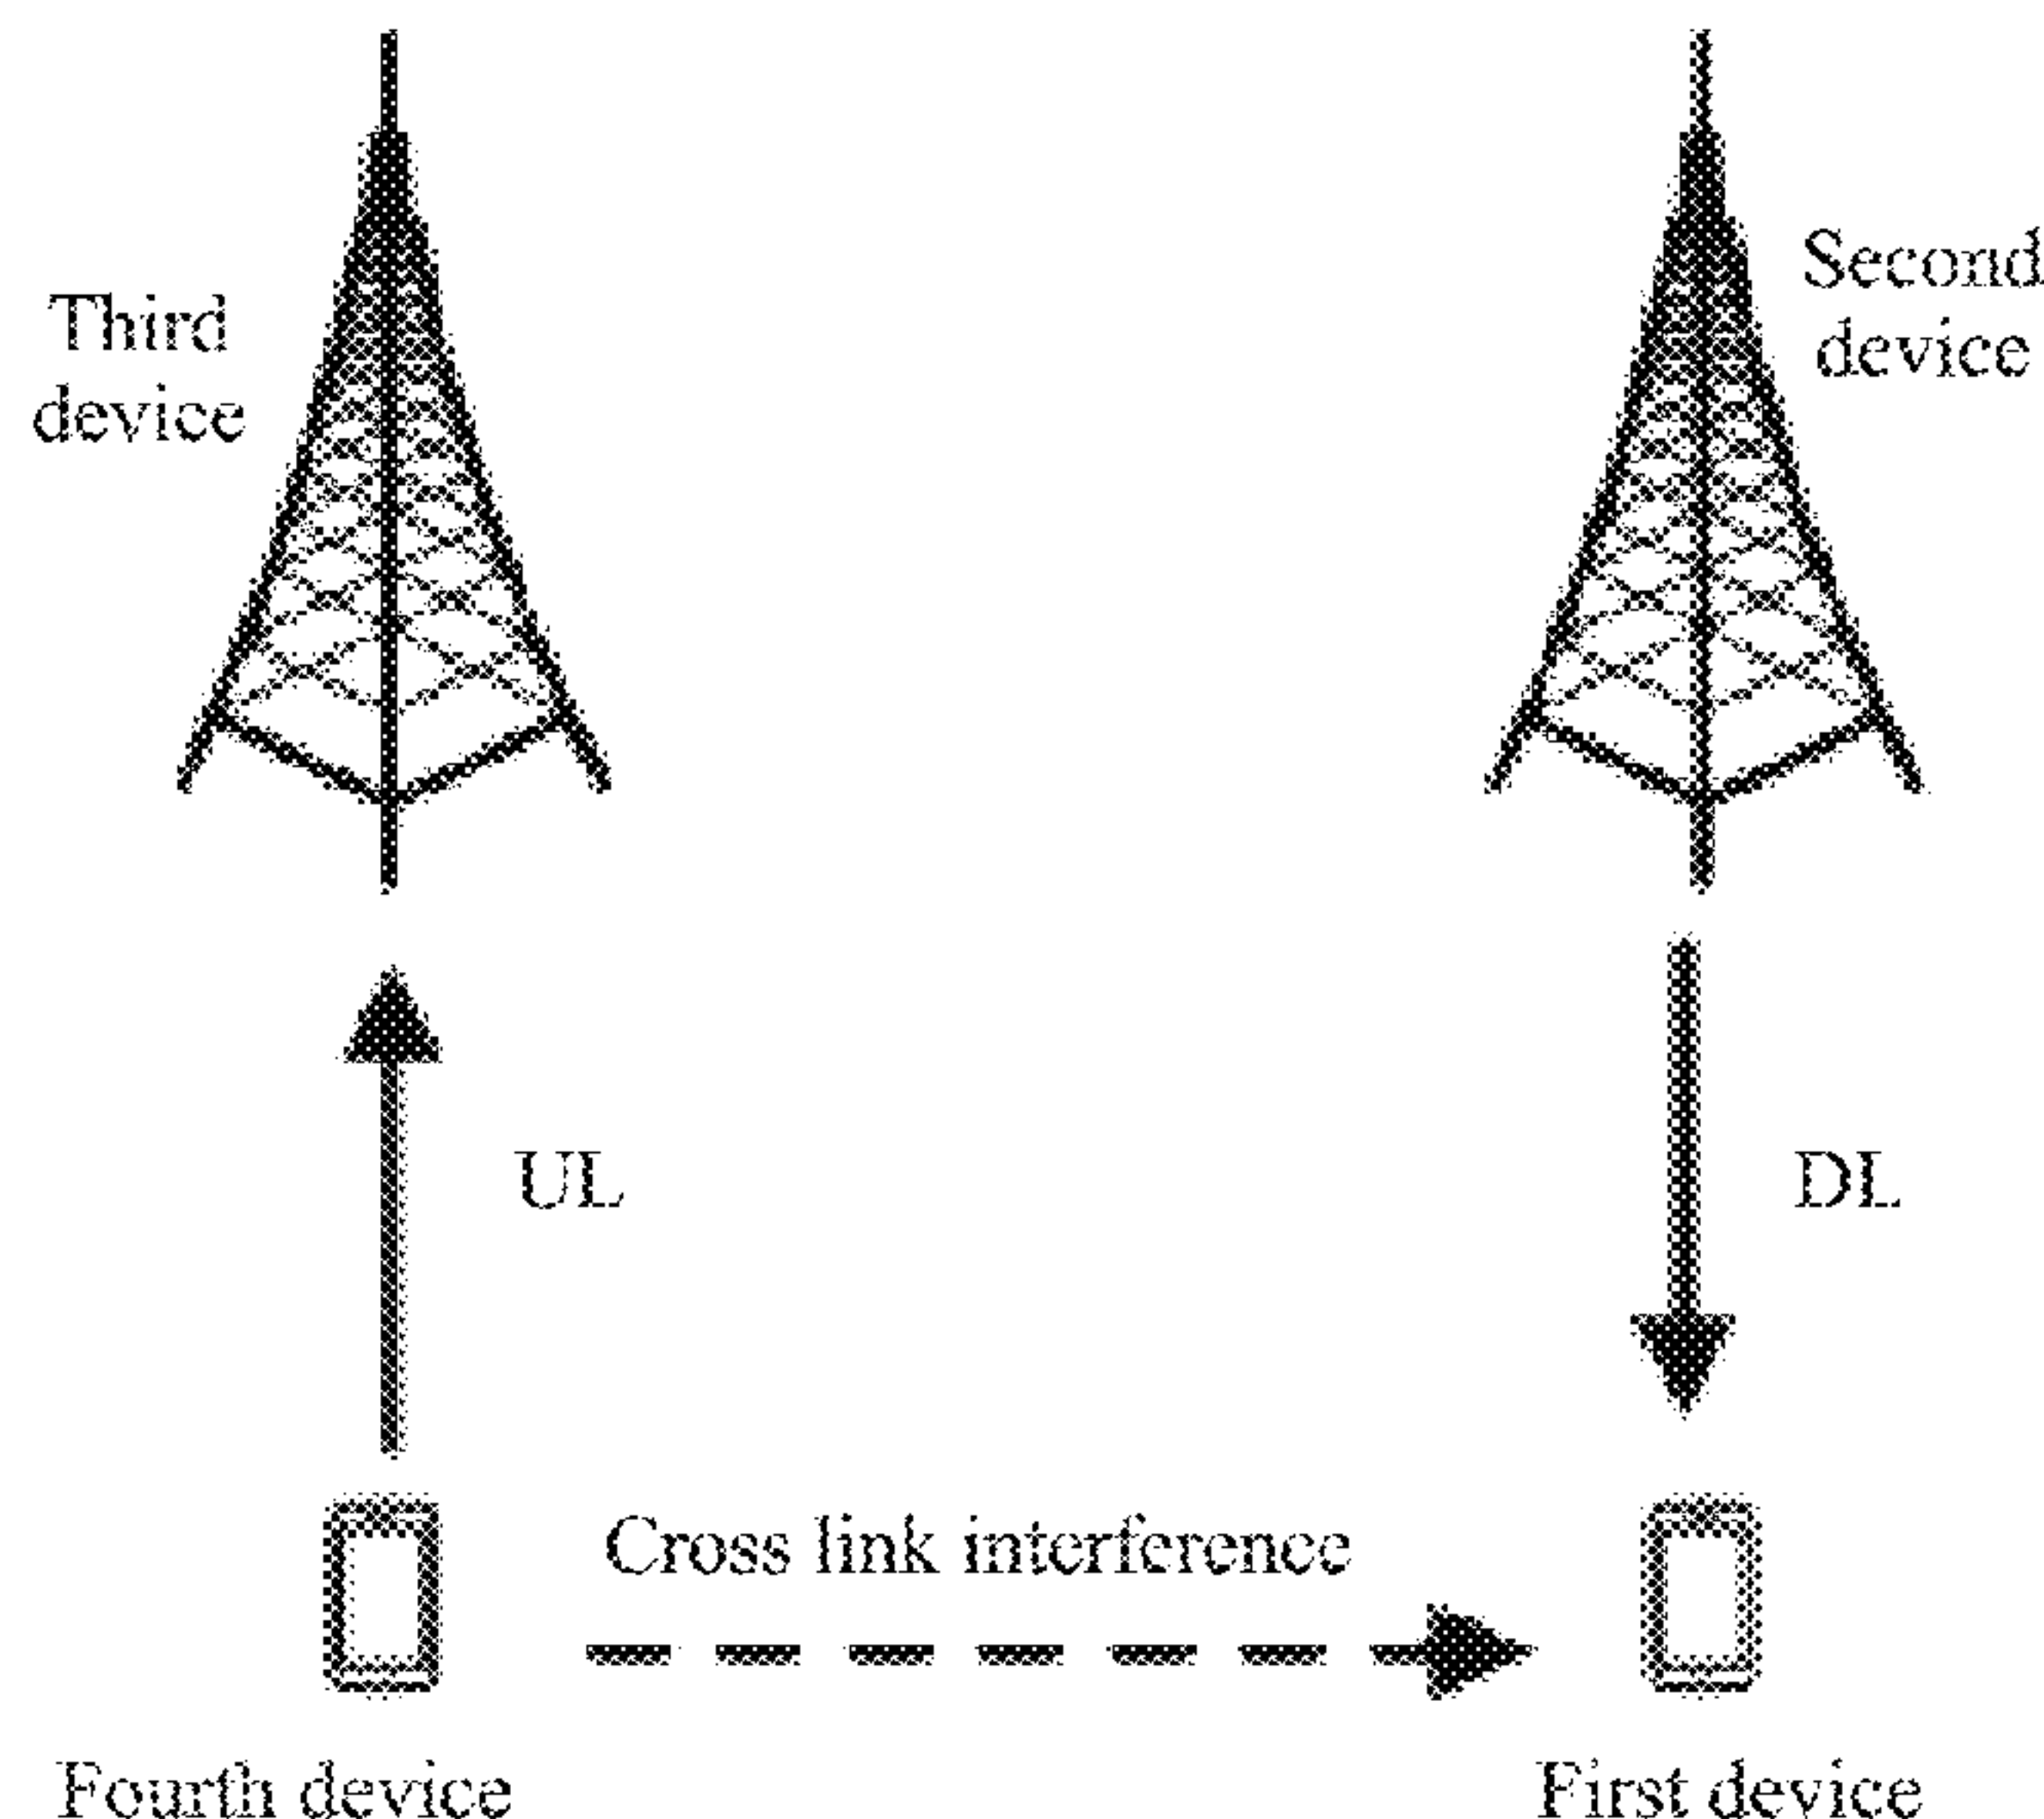 Third
device
Second
device
UL
DL
Cross link interference
Fourth device
First device